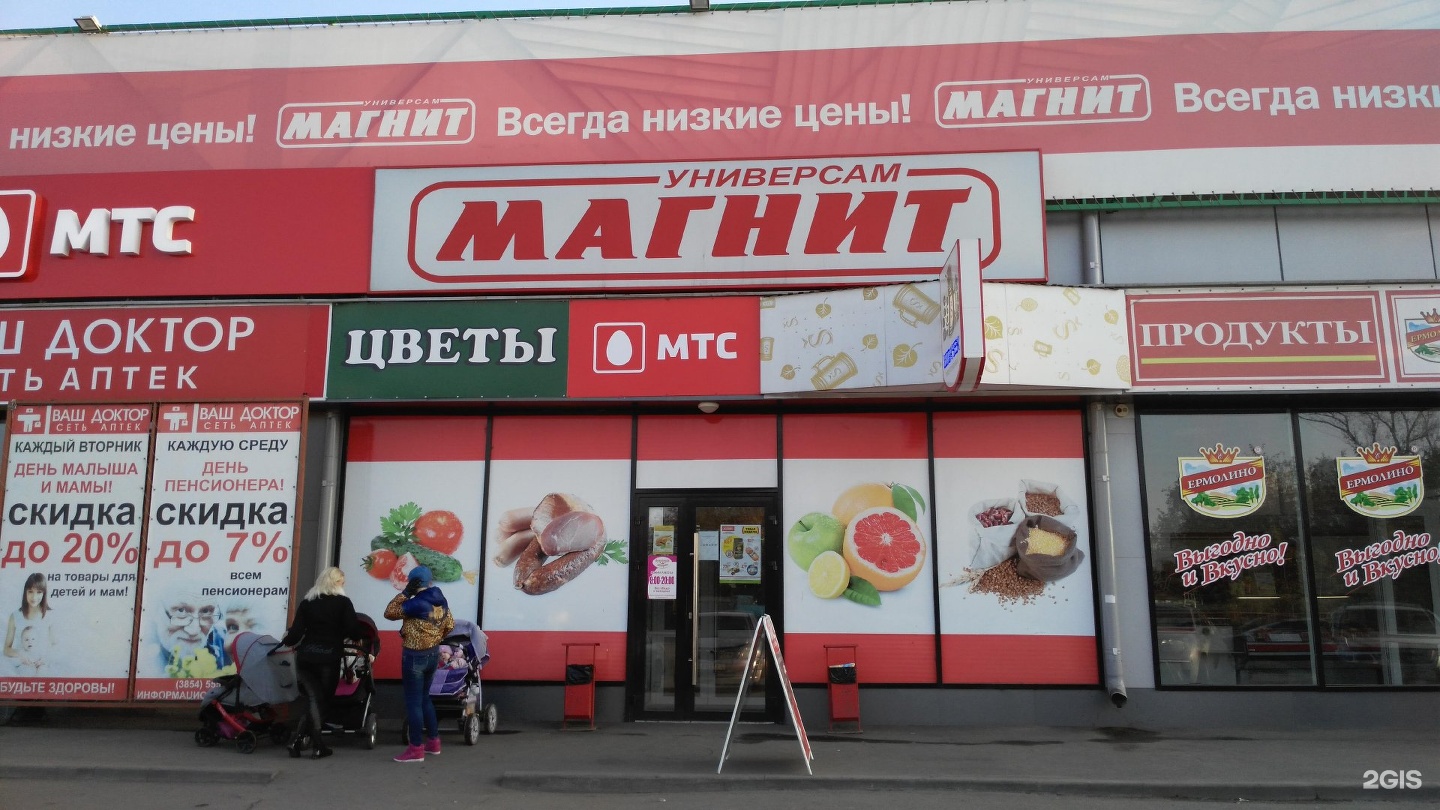 низкие цены!
УНИВЕРСАМ
МАГНИТ
Всегда низкие цены!
УНИВЕРСАМ
МАГНИТ
Всегда
УНИВЕРСАМ
МАГНИТ
МТС
ДОКТОР
АПТЕК
ЦВЕТЫ
МТС
ПРОДУКТЫ
ВАШ ДОКТОР
СЕТЬ АПТЕК
КАЖДЫЙ ВТОРНИК
ДЕНЬ МАЛЫША
И МАМЫ!
СКИДКА
ДО 20%
на товары для
детей и мам!
БУДЬТЕ ЗДОРОВЫ!
ВАШ ДОКТОР
СЕТЬ АПТЕК
КАЖДУЮ СРЕДУ
ДЕНЬ
ПЕНСИОНЕРА!
СКИДКА
ДО 7%
всем
пенсионерам
(3854)
ЕРМОЛИНО
Выгодно
и Вкусно!
ЕРМОЛИНО
Выгодно
и Вкусно!
2GIS